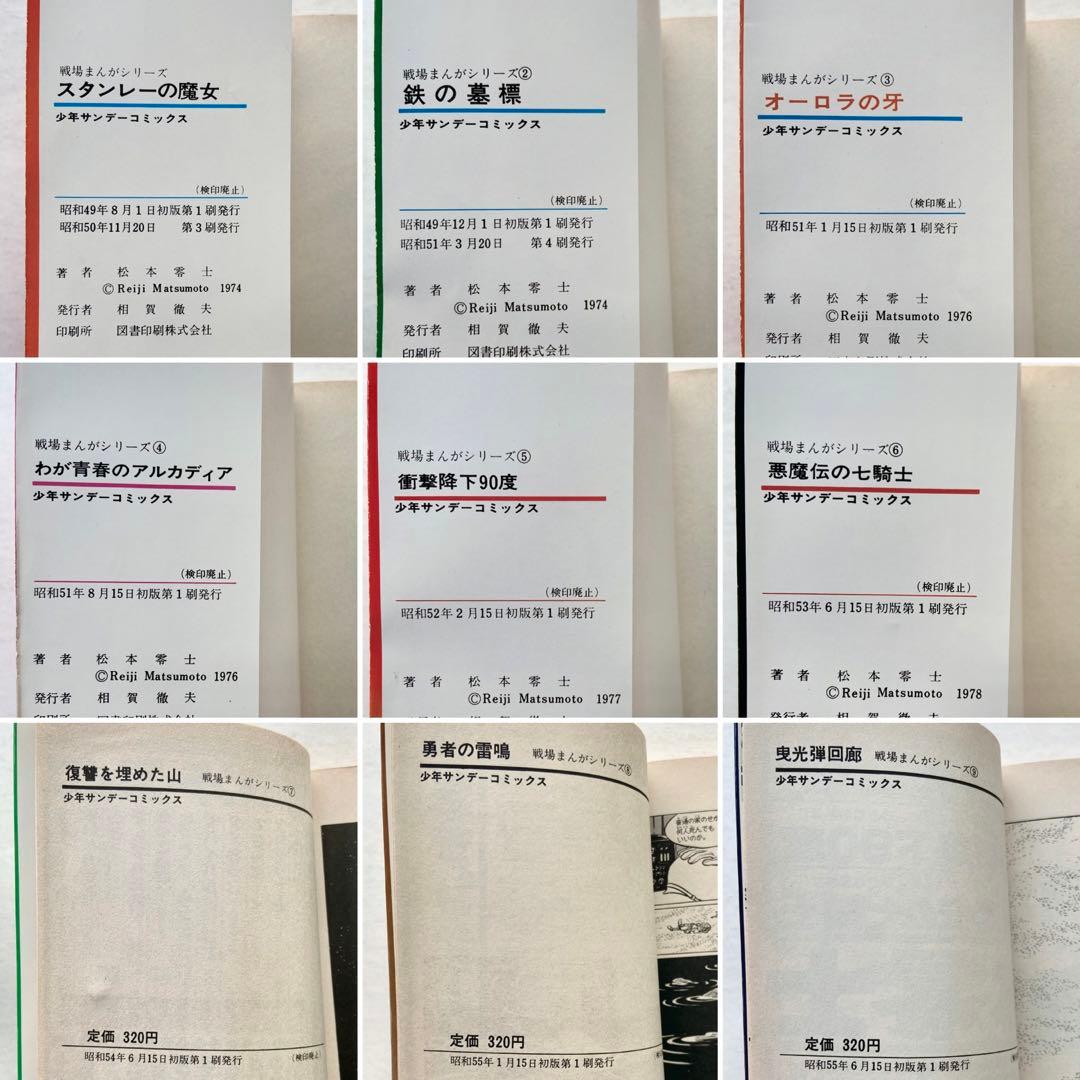 戦場まんがシリーズ
スタンレーの魔女
少年サンデーコミックス
(検印廃止)
昭和49年8月1日初版第1刷発行
昭和50年11月20日 第3刷発行
著者 松本零士
©Reiji Matsumoto 1974
発行者 相賀徹夫
印刷所 図書印刷株式会社
戦場まんがシリーズ②
鉄の墓標
少年サンデーコミックス
(検印廃止)
昭和49年12月1日初版第1刷発行
昭和51年3月20日 第4刷発行
著者 松本零士
©Reiji Matsumoto 1974
発行者 相賀徹夫
印刷所 図書印刷株式会社
戦場まんがシリーズ③
オーロラの牙
少年サンデーコミックス
(検印廃止)
昭和51年1月15日初版第1刷発行
著者 松本零士
©Reiji Matsumoto 1976
発行者 相賀徹夫
戦場まんがシリーズ④
わが青春のアルカディア
少年サンデーコミックス
(検印廃止)
昭和51年8月15日初版第1刷発行
著者 松本零士
©Reiji Matsumoto 1976
発行者 相賀徹夫
戦場まんがシリーズ⑤
衝撃降下90度
少年サンデーコミックス
(検印廃止)
昭和52年2月15日初版第1刷発行
著者 松本零士
©Reiji Matsumoto 1977
戦場まんがシリーズ⑥
悪魔伝の七騎士
少年サンデーコミックス
(検印廃止)
昭和53年6月15日初版第1刷発行
著者 松本零士
©Reiji Matsumoto 1978
復讐を埋めた山 戦場まんがシリーズ⑦
少年サンデーコミックス
定価 320円
昭和54年6月15日初版第1刷発行 (検印廃止)
勇者の雷鳴 戦場まんがシリーズ⑧
少年サンデーコミックス
何人死んでも
いいのか。
定価 320円
昭和55年1月15日初版第1刷発行
曳光弾回廊 戦場まんがシリーズ⑨
少年サンデーコミックス
定価 320円
昭和55年6月15日初版第1刷発行